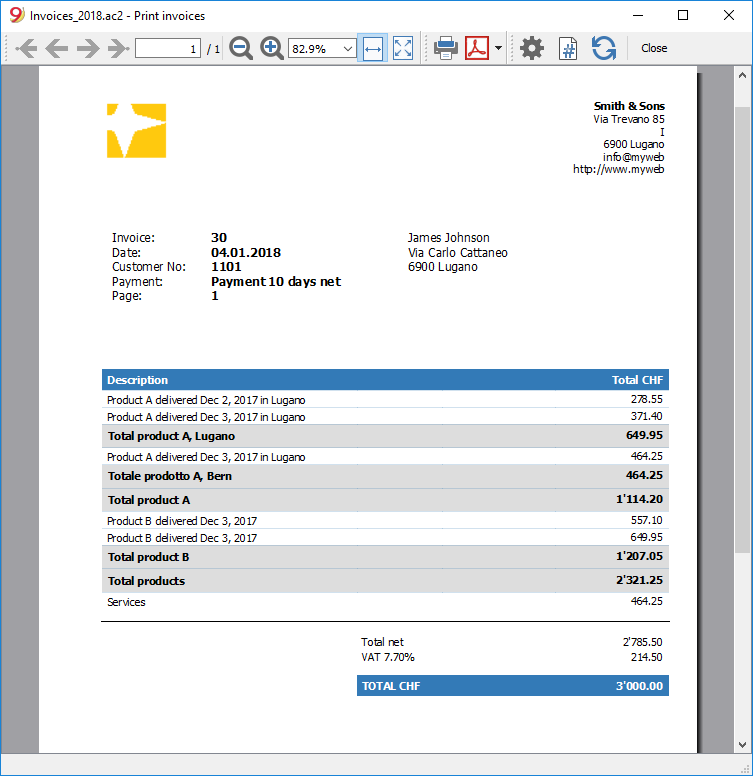 Invoices_2018.ac2 - Print invoices
1 / 1 82.9% Close
Smith & Sons
Via Trevano 85
I
6900 Lugano
info@myweb
http://www.myweb
Invoice: 30
Date: 04.01.2018
Customer No: 1101
Payment: Payment 10 days net
Page: 1
James Johnson
Via Carlo Cattaneo
6900 Lugano
Description Total CHF
Product A delivered Dec 2, 2017 in Lugano 278.55
Product A delivered Dec 3, 2017 in Lugano 371.40
Total product A, Lugano 649.95
Product A delivered Dec 3, 2017 in Lugano 464.25
Totale prodotto A, Bern 464.25
Total product A 1'114.20
Product B delivered Dec 3, 2017 557.10
Product B delivered Dec 3, 2017 649.95
Total product B 1'207.05
Total products 2'321.25
Services 464.25
Total net 2'785.50
VAT 7.70% 214.50
TOTAL CHF 3'000.00